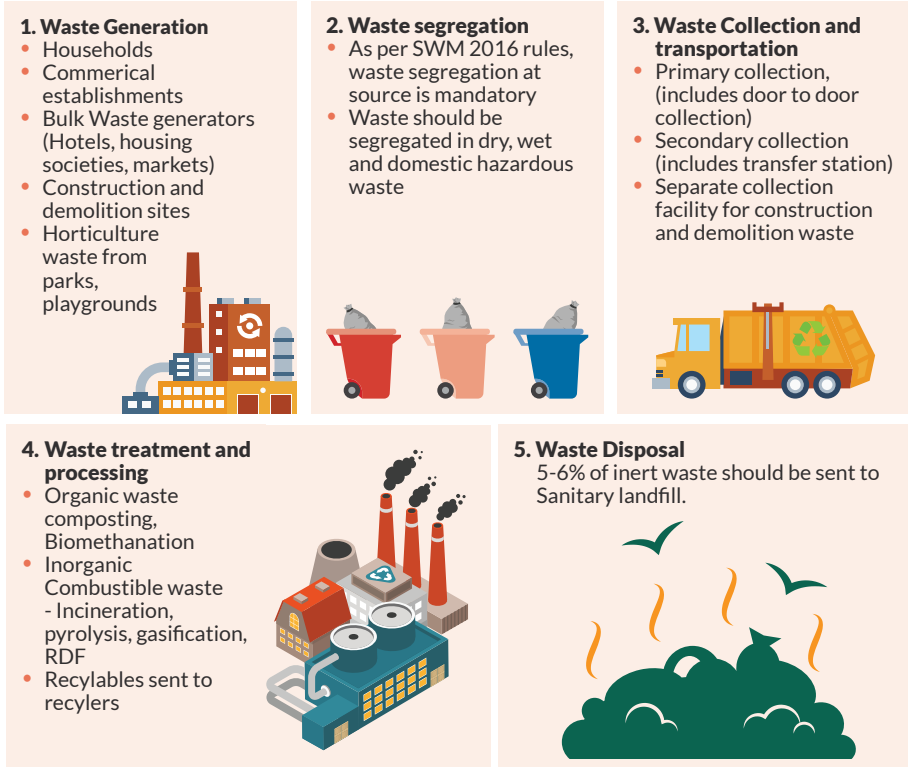 1. Waste Generation
• Households
• Commerical
establishments
• Bulk Waste generators
(Hotels, housing
societies, markets)
• Construction and
demolition sites
• Horticulture
waste from
parks,
playgrounds
2. Waste segregation
• As per SWM 2016 rules,
waste segregation at
source is mandatory
• Waste should be
segregated in dry, wet
and domestic hazardous
waste
3. Waste Collection and
transportation
• Primary collection,
(includes door to door
collection)
• Secondary collection
(includes transfer station)
• Separate collection
facility for construction
and demolition waste
4. Waste treatment and
processing
• Organic waste
composting,
Biomethanation
• Inorganic
Combustible waste
- Incineration,
pyrolysis, gasification,
RDF
• Recylables sent to
recylers
5. Waste Disposal
5-6% of inert waste should be sent to
Sanitary landfill.